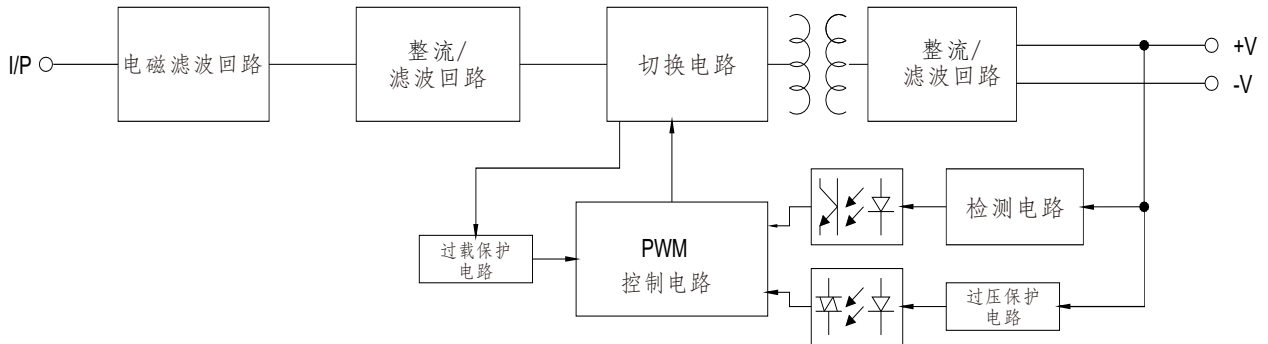 I/P
电磁滤波回路
整流/
滤波回路
切换电路
整流/
滤波回路
+V
-V
检测电路
过载保护
电路
PWM
控制电路
过压保护
电路